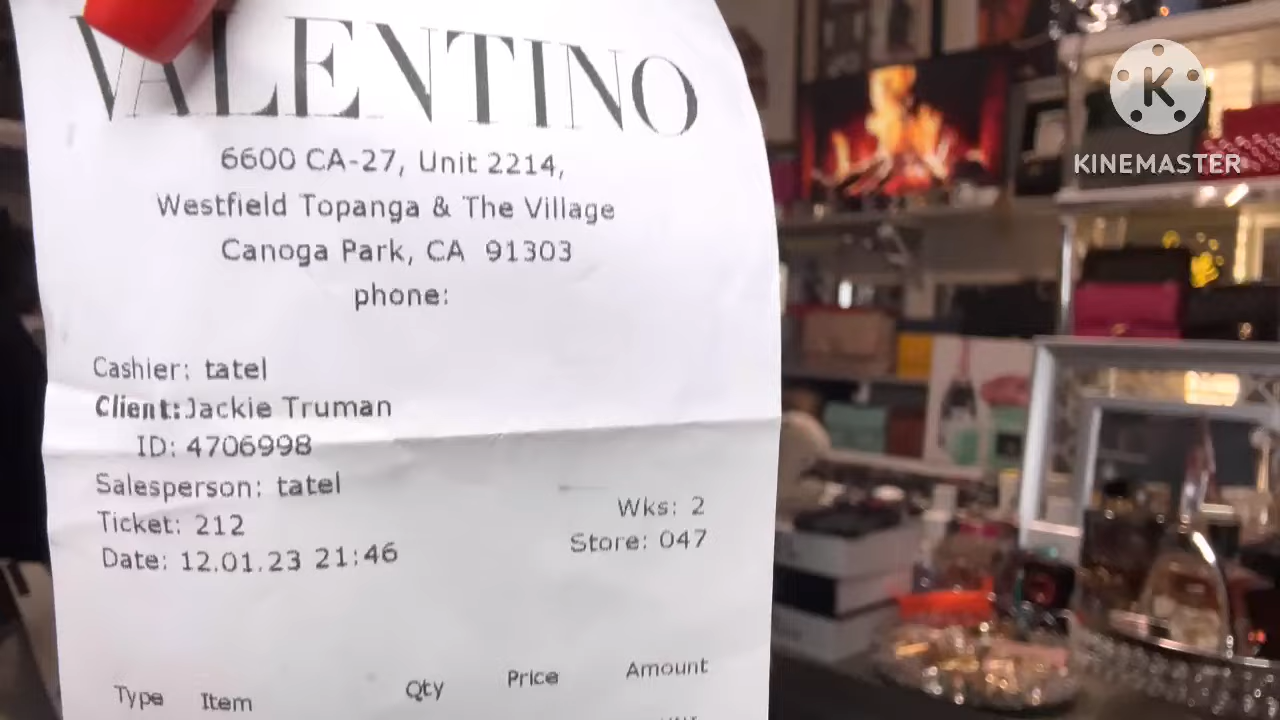 VALENTINO
6600 CA-27, Unit 2214,
Westfield Topanga & The Village
Canoga Park, CA 91303
phone:
Cashier: tatel
Client:Jackie Truman
ID: 4706998
Salesperson: tatel
Ticket: 212
Wks: 2
Date: 12.01.23 21:46
Store: 047
Type Item Qty Price Amount
K
KINEMASTER